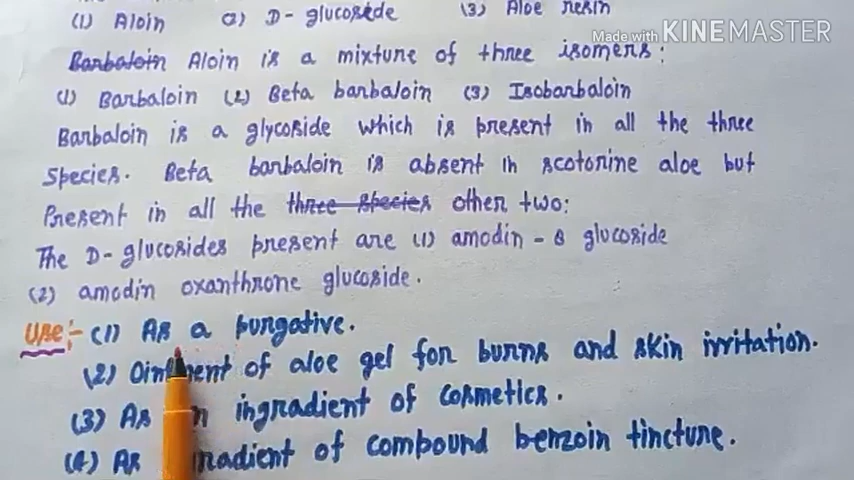 (1) Aloin (2) D-glucoside (3) Aloe resin
Made with KINEMASTER
Barbaloin Aloin is a mixture of three isomers:
(1) Barbaloin (2) Beta barbaloin (3) Isobarbaloin
Barbaloin is a glycoside which is present in all the three
species. Beta barbaloin is absent in scotorine aloe but
Present in all the three species other two:
The D-glucosides present are (1) amodin - B glucoside
(2) amodin oxanthrone glucoside.
Use:- (1) As a purgative.
(2) Ointment of aloe gel for burns and skin irritation.
(3) As ingradient of cosmetics.
(4) As of compound benzoin tincture.